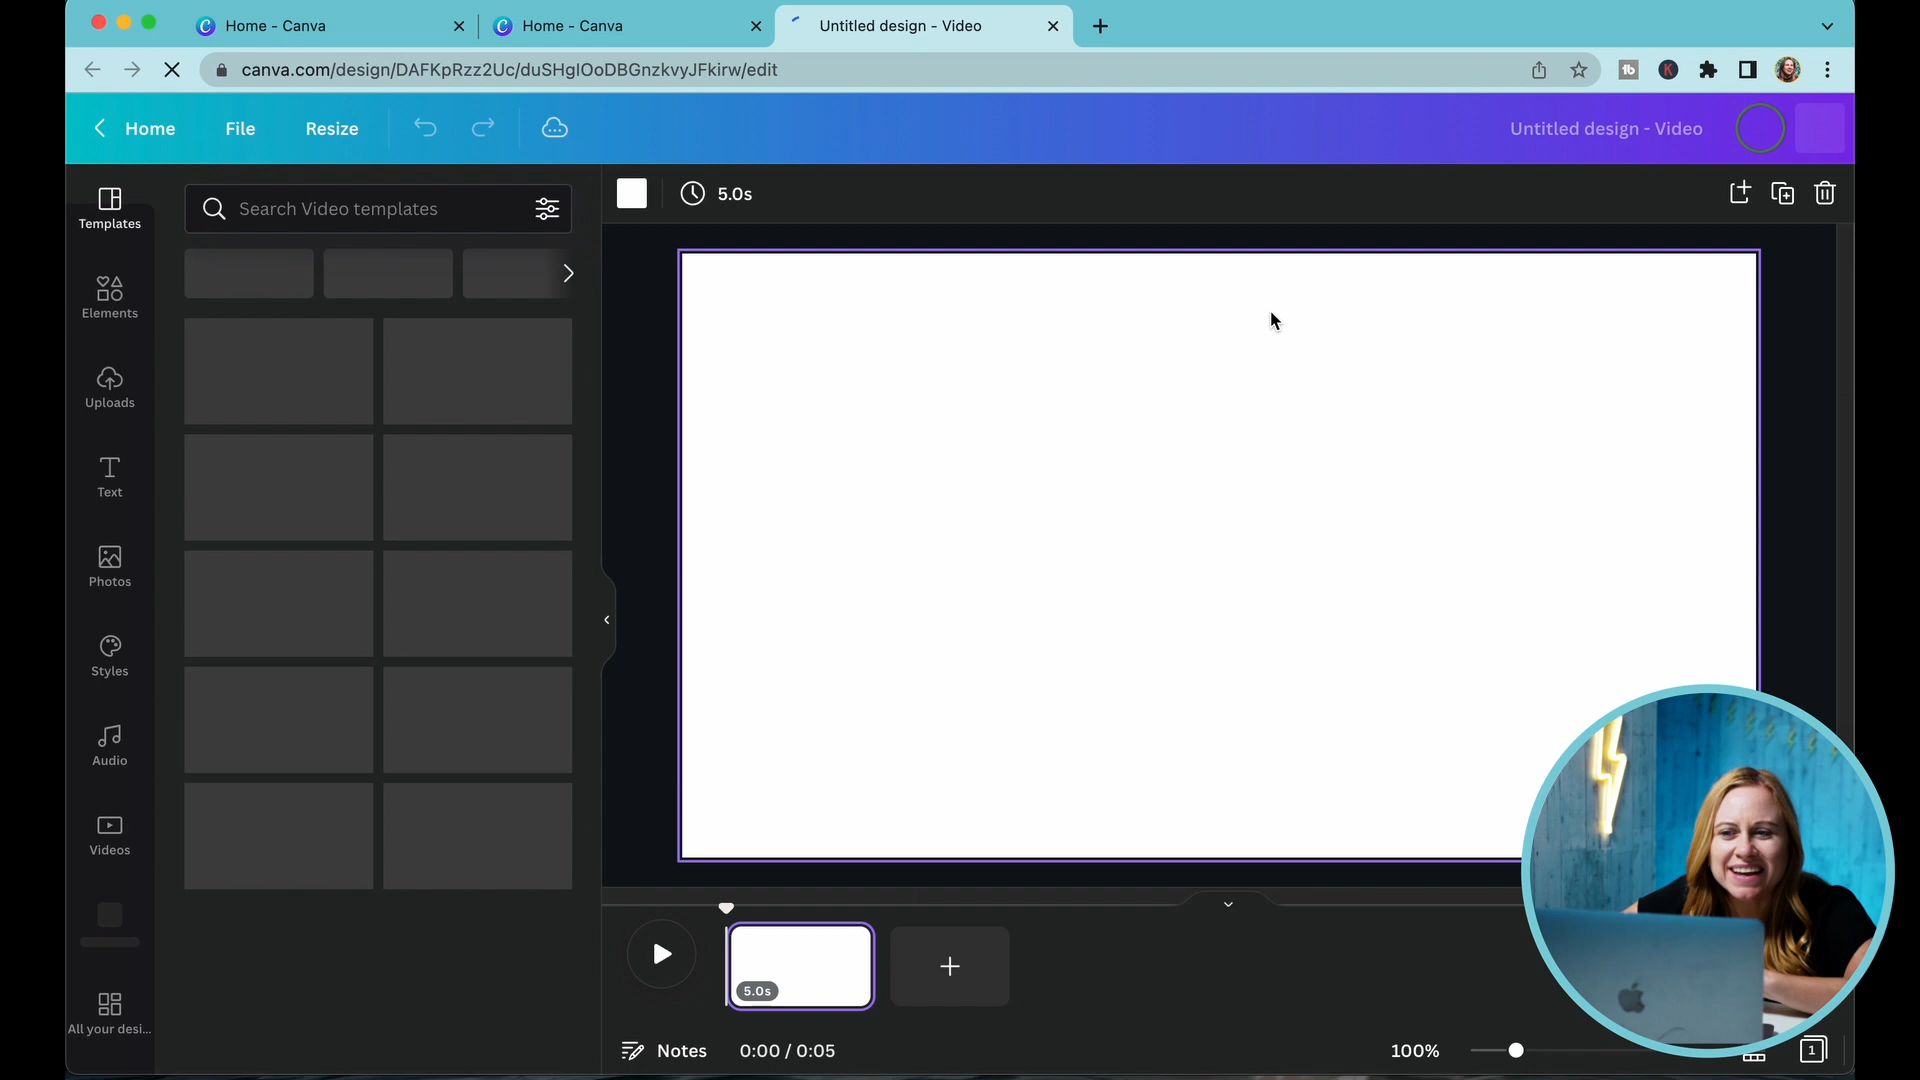 Home - Canva
Home - Canva
Untitled design - Video
canva.com/design/DAFKpRzz2Uc/duSHgIOoDBGnzkvyJFkirw/edit
Home
File
Resize
Untitled design - Video
Templates
Search Video templates
5.0s
Elements
Uploads
Text
Photos
Styles
Audio
Videos
All your desi...
5.0s
Notes
0:00 / 0:05
100%
1